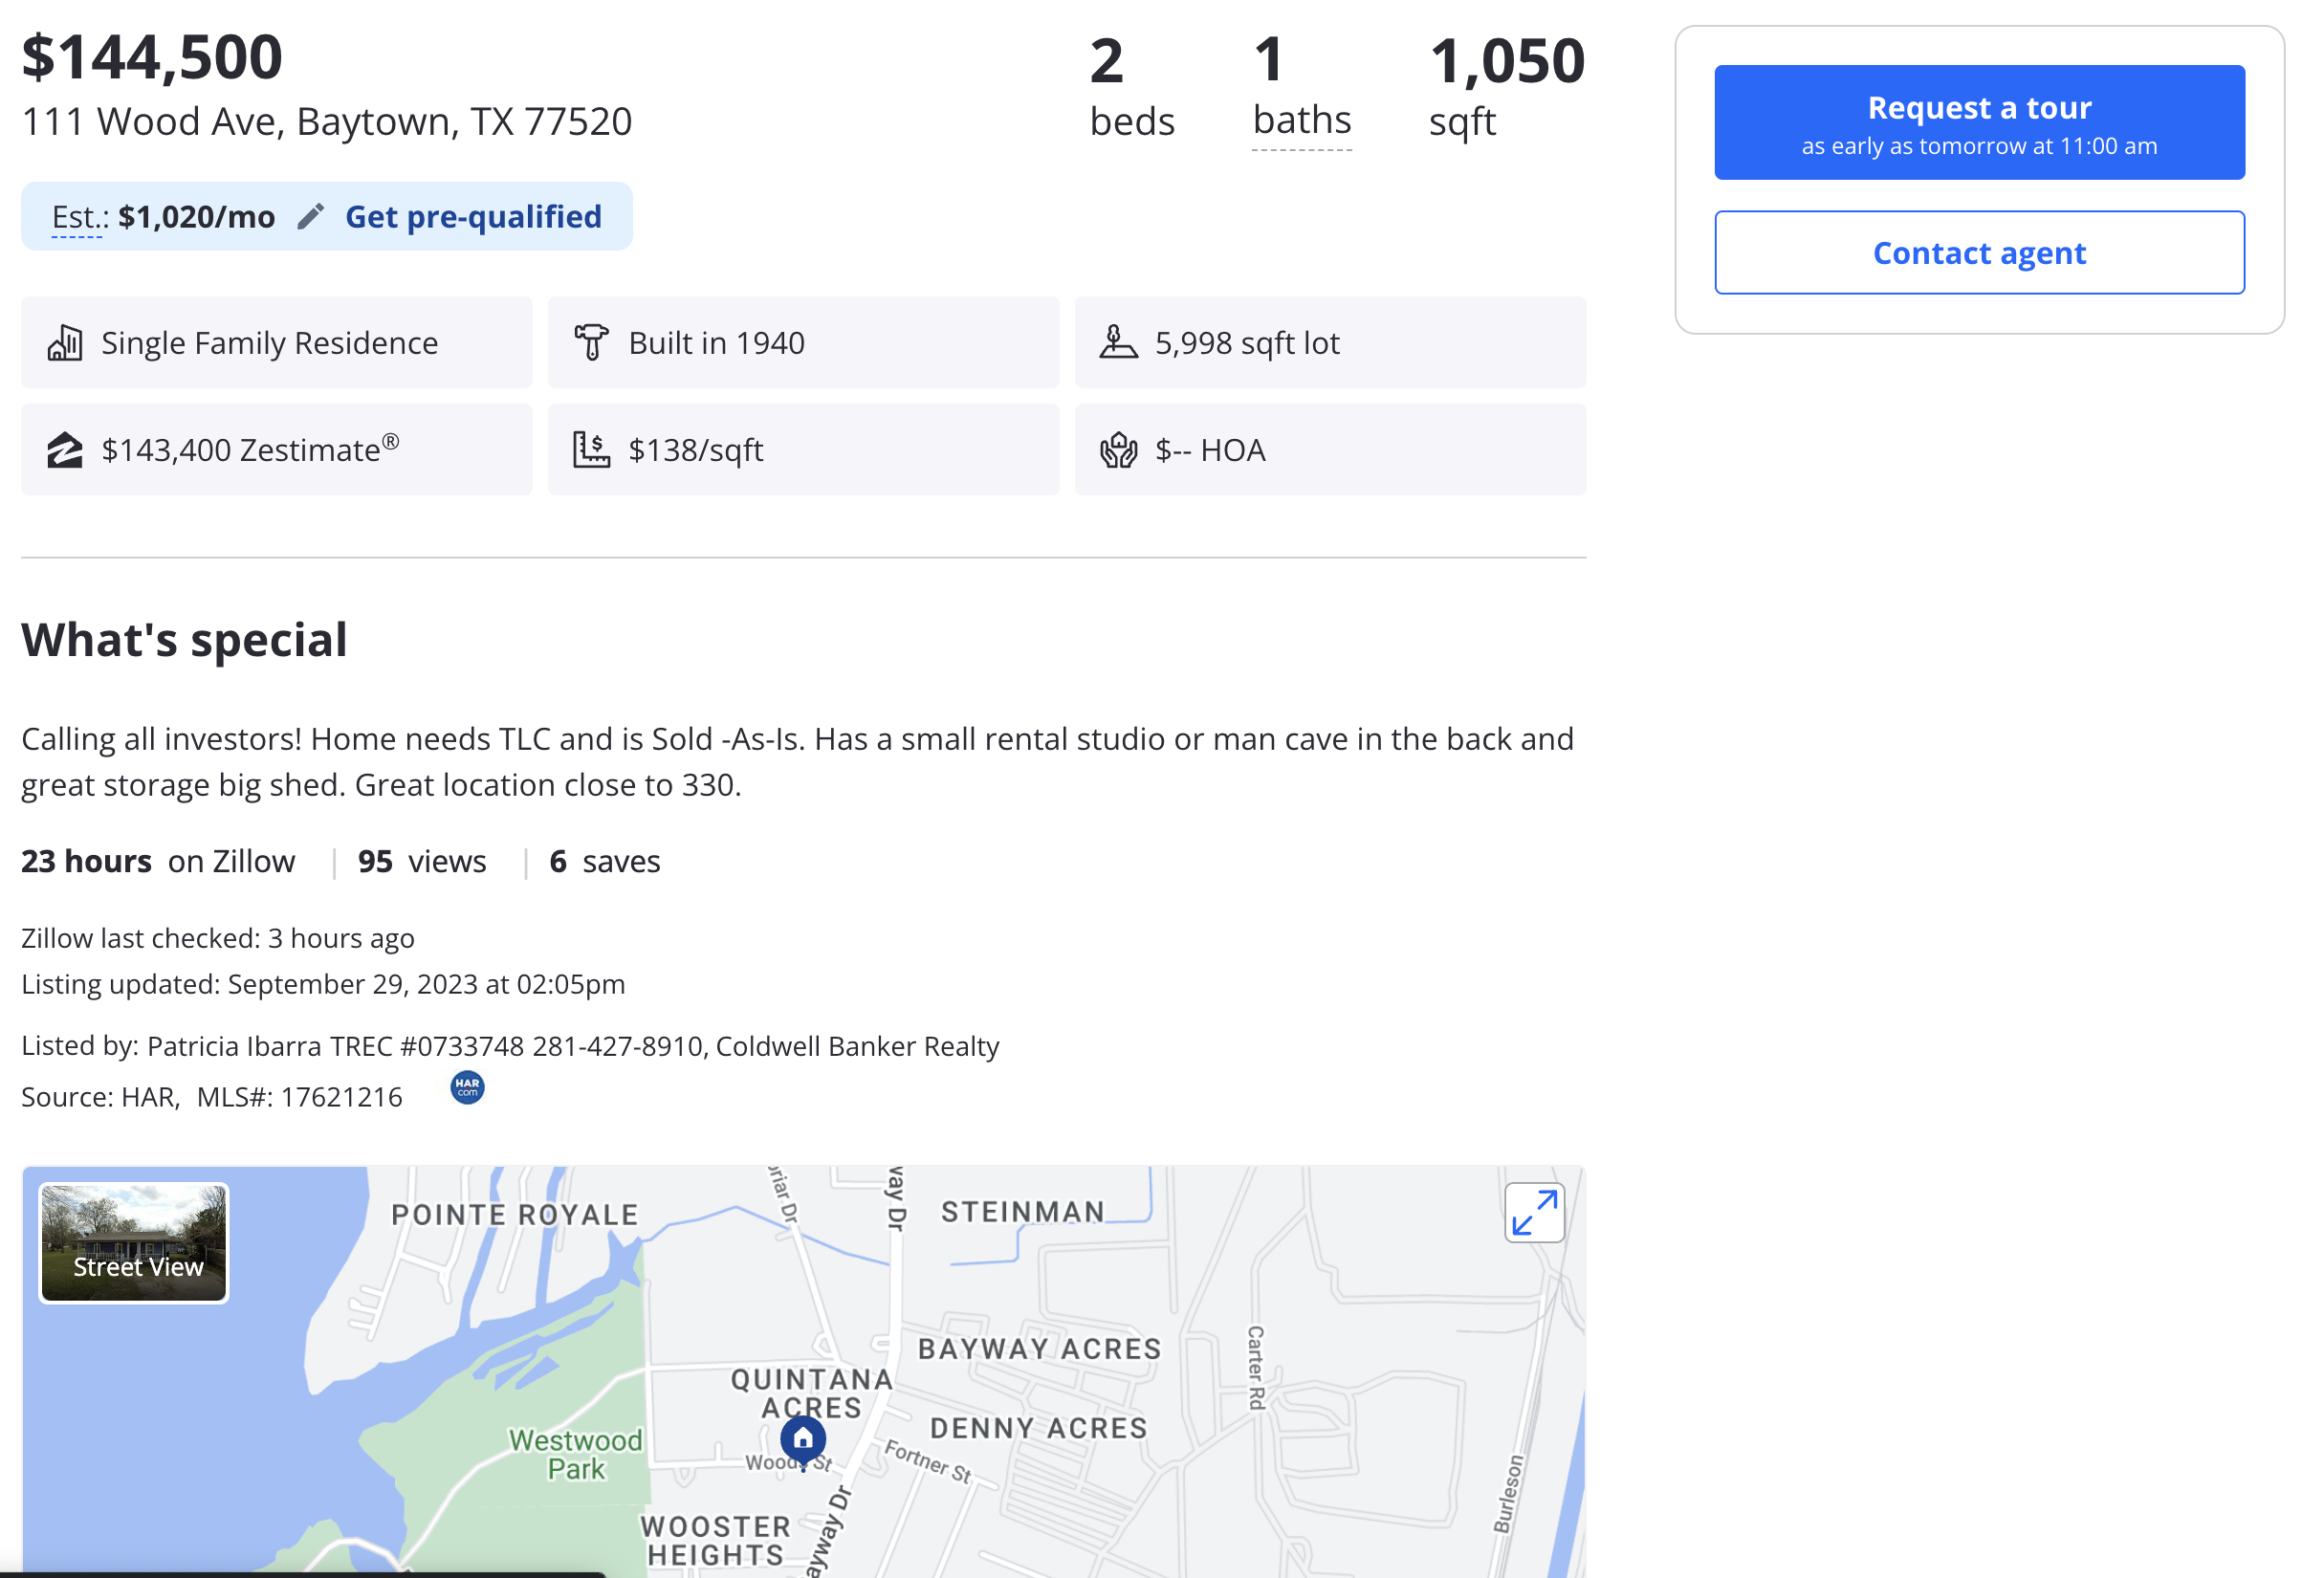 $144,500
111 Wood Ave, Baytown, TX 77520
2
beds
1
baths
1,050
sqft
Est.: $1,020/mo Get pre-qualified
Request a tour
as early as tomorrow at 11:00 am
Contact agent
Single Family Residence
Built in 1940
5,998 sqft lot
$143,400 Zestimate®
$138/sqft
$-- HOA
What's special
Calling all investors! Home needs TLC and is Sold -As-Is. Has a small rental studio or man cave in the back and
great storage big shed. Great location close to 330.
23 hours on Zillow | 95 views | 6 saves
Zillow last checked: 3 hours ago
Listing updated: September 29, 2023 at 02:05pm
Listed by: Patricia Ibarra TREC #0733748 281-427-8910, Coldwell Banker Realty
Source: HAR, MLS#: 17621216
HAR
com
Street View
POINTE ROYALE
riar Dr
way Dr
STEINMAN
BAYWAY ACRES
QUINTANA
ACRES
Carter Rd
DENNY ACRES
Westwood
Park
Woods St
Fortner St
Burleson
WOOSTER
HEIGHTS
ayway Dr